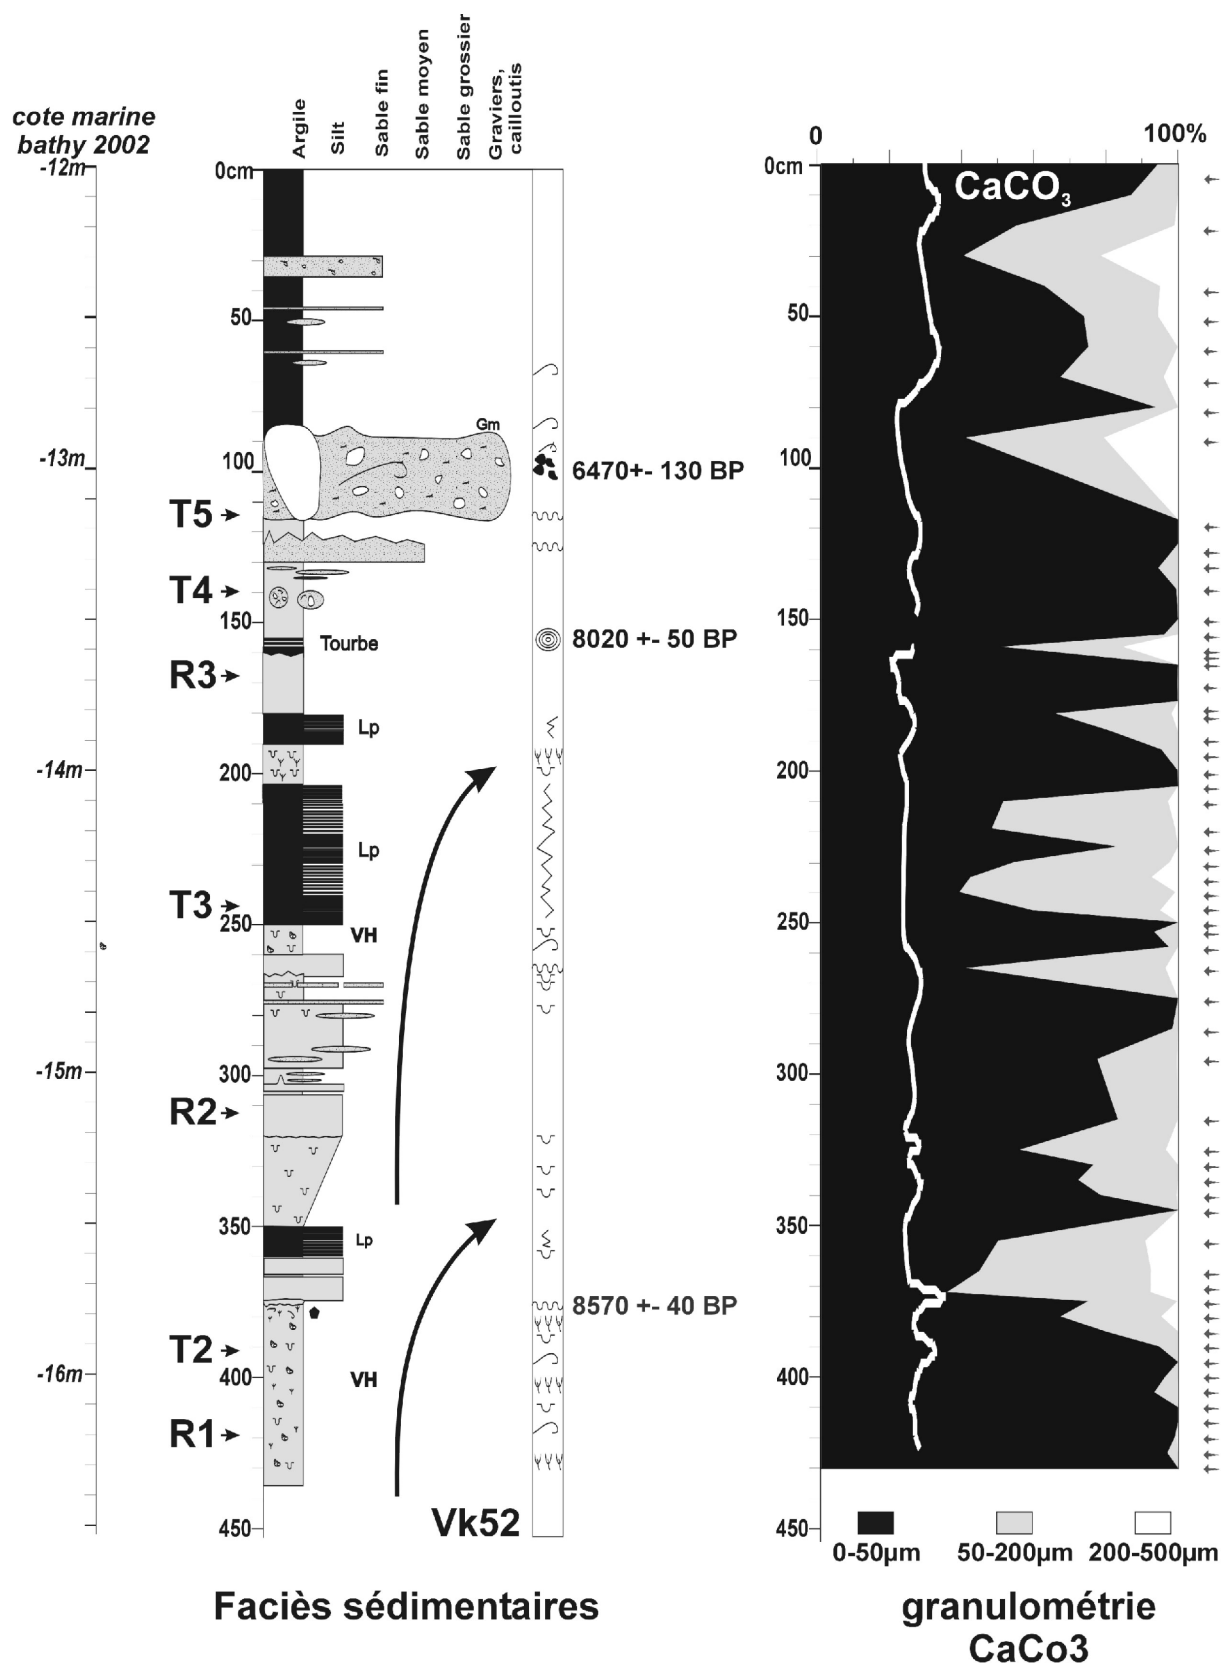 cote marine
bathy 2002
-12m
-13m
-14m
-15m
-16m
Argile
Silt
Sable fin
Sable moyen
Sable grossier
Graviers,
cailloutis
0cm
50
100
150
200
250
300
350
400
450
T5
T4
R3
T3
R2
T2
R1
Gm
Tourbe
Lp
Lp
VH
Lp
VH
6470+- 130 BP
8020 +- 50 BP
8570 +- 40 BP
Vk52
Faciès sédimentaires
0
100%
CaCO3
0cm
50
100
150
200
250
300
350
400
450
0-50µm
50-200µm
200-500µm
granulométrie
CaCo3